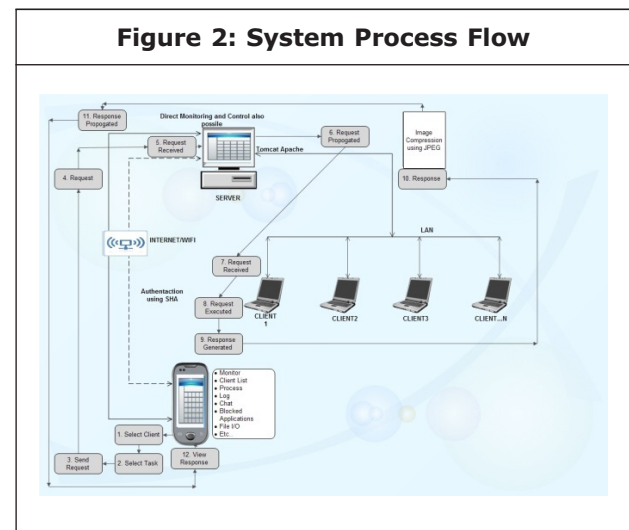 Figure 2: System Process Flow
11. Response
Propogated
Direct Monitoring and Control also
possile
5. Request
Received
6. Request
Propogated
Image
Compression
using JPEG
Tomcat Apache
4. Request
10. Response
SERVER
LAN
INTERNET/WIFI
7. Request
Received
Authentaction
using SHA
8. Request
Executed
CLIENT
1
CLIENT2
CLIENT3
CLIENT...N
9. Response
Generated
• Monitor
• Client List
• Process
• Log
• Chat
• Blocked
Applications
• File I/O
• Etc...
1. Select Client
3. Send
Request
2. Select Task
12. View
Response